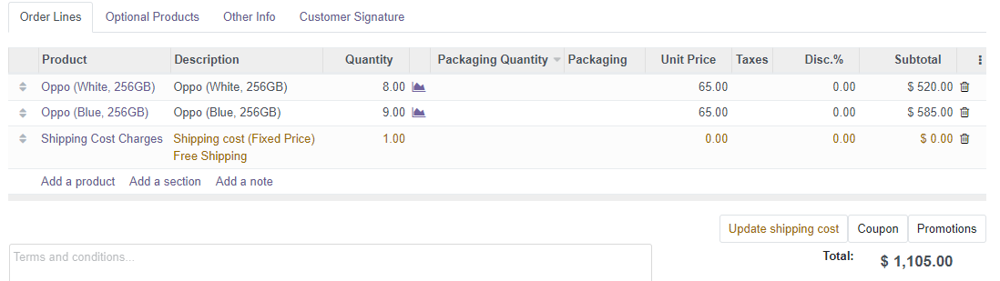 Order Lines Optional Products Other Info Customer Signature
Product Description Quantity Packaging Quantity Packaging Unit Price Taxes Disc.% Subtotal
Oppo (White, 256GB) Oppo (White, 256GB) 8.00 65.00 0.00 $ 520.00
Oppo (Blue, 256GB) Oppo (Blue, 256GB) 9.00 65.00 0.00 $ 585.00
Shipping Cost Charges Shipping cost (Fixed Price) 1.00 0.00 0.00 $ 0.00
Free Shipping
Add a product Add a section Add a note
Update shipping cost Coupon Promotions
Terms and conditions... Total: $ 1,105.00